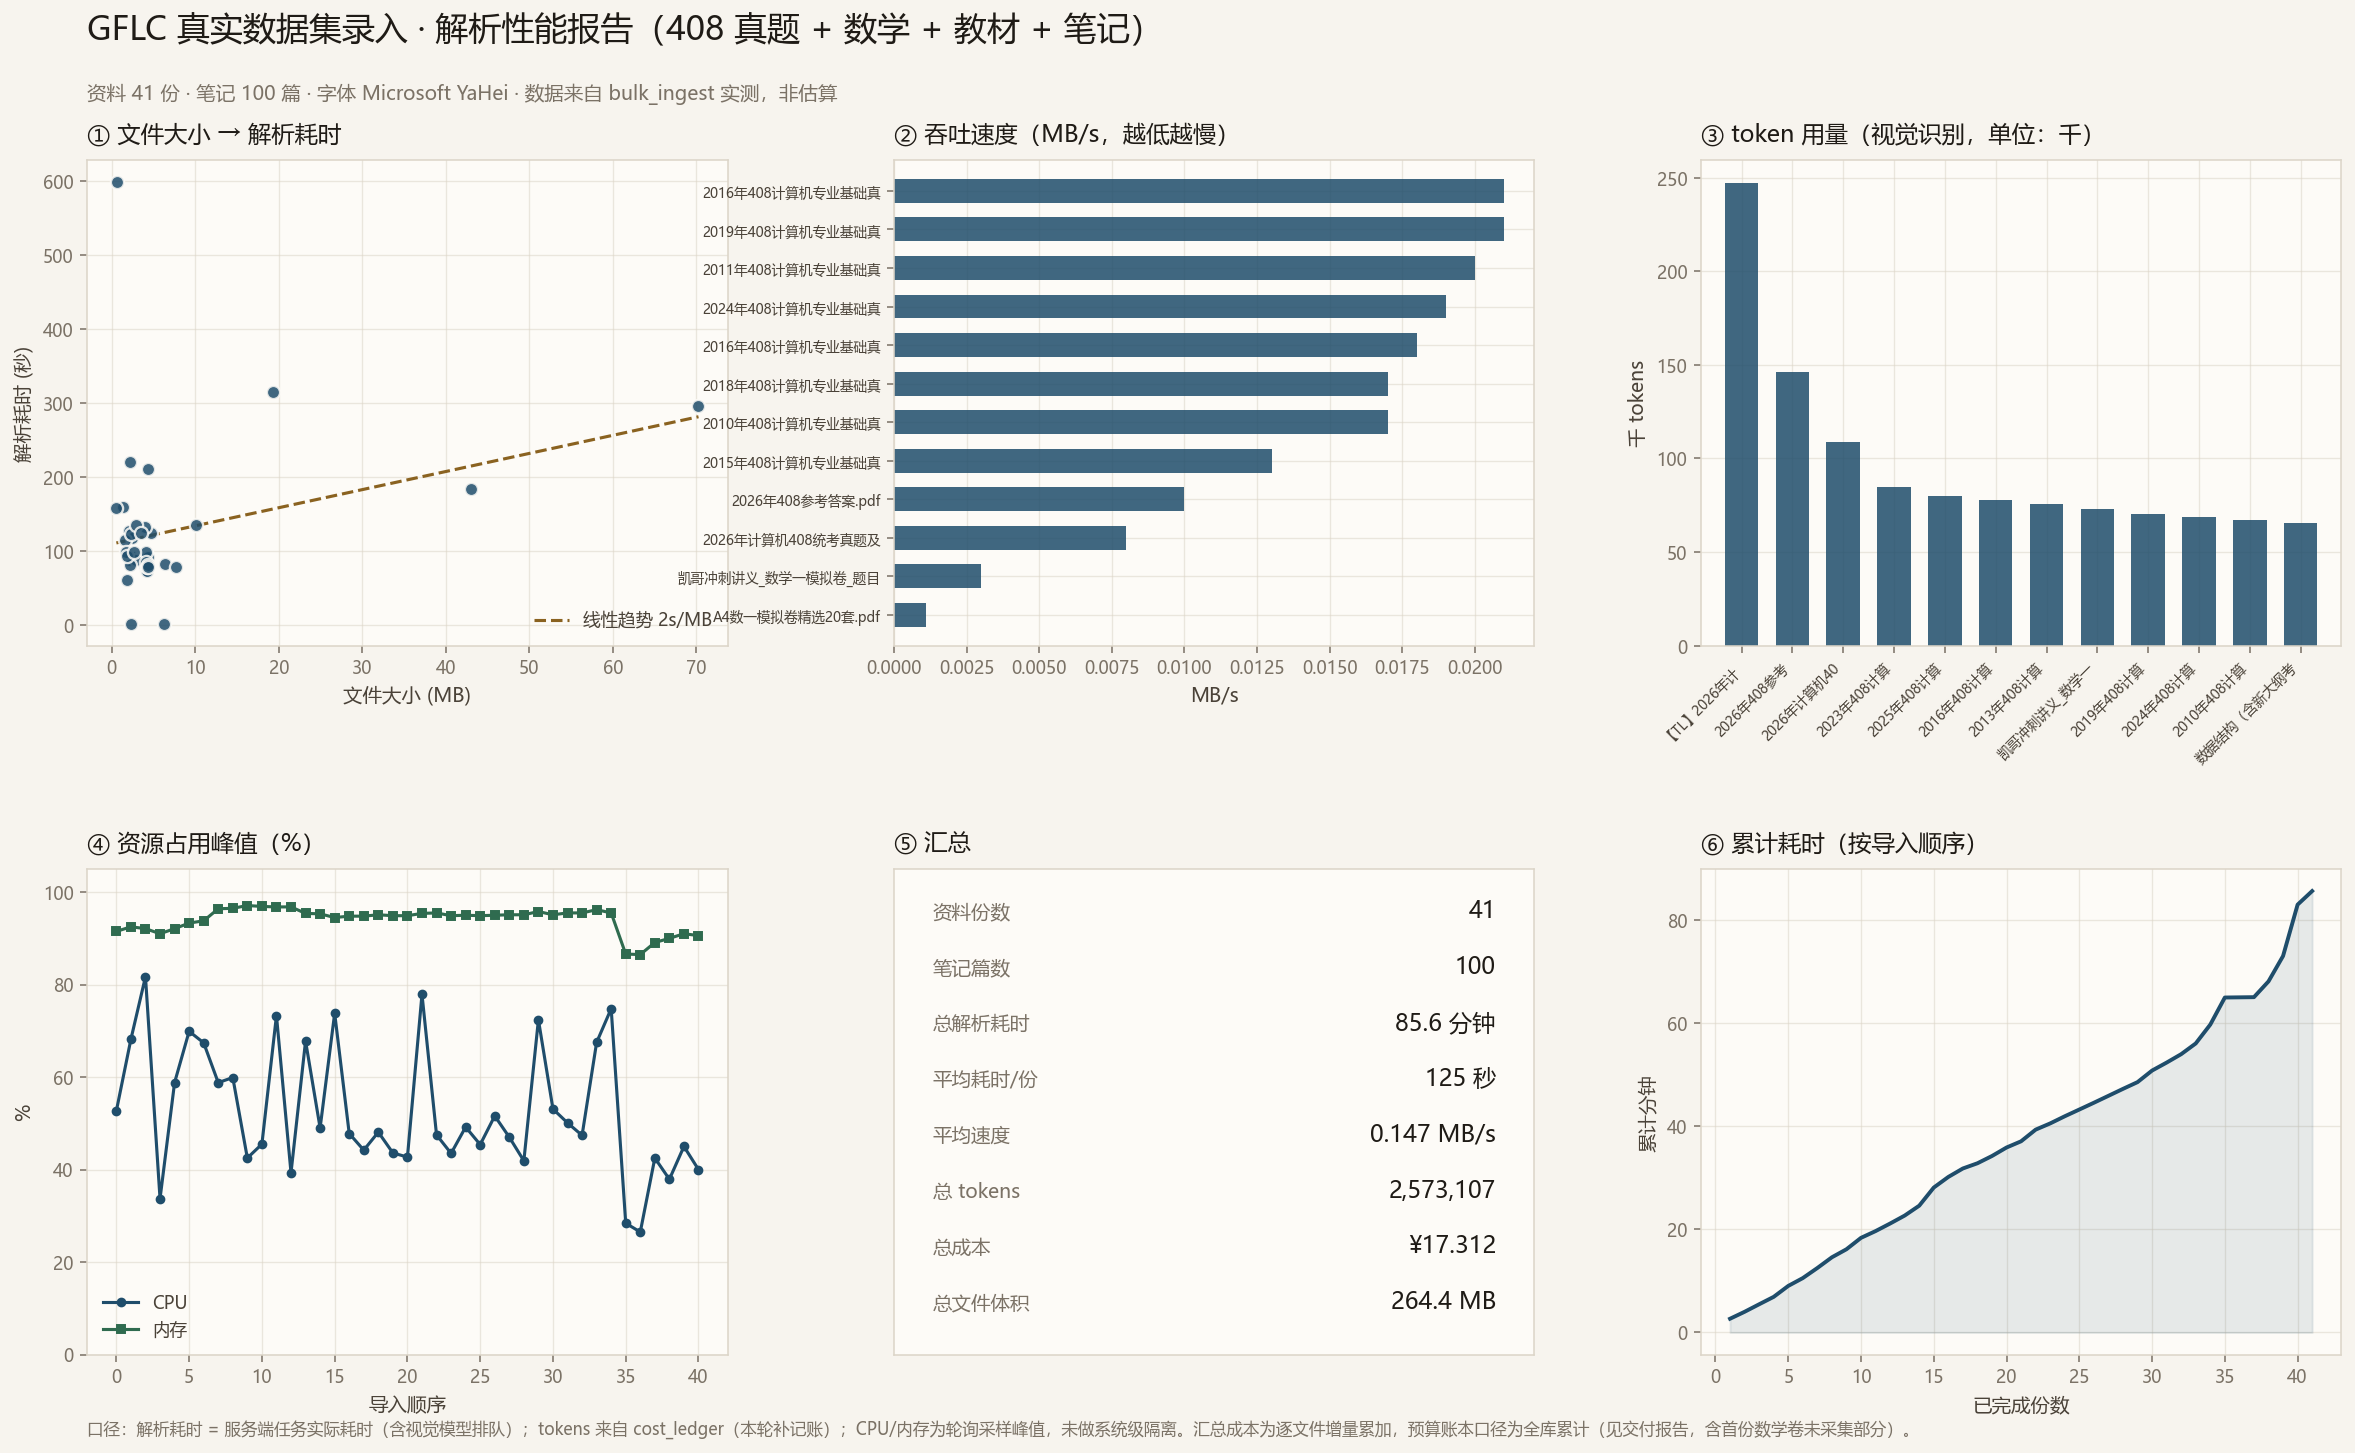 GFLC 真实数据集录入 · 解析性能报告（408 真题 + 数学 + 教材 + 笔记）
资料 41 份 · 笔记 100 篇 · 字体 Microsoft YaHei · 数据来自 bulk_ingest 实测，非估算
① 文件大小 → 解析耗时
600
500
400
300
200
100
0
解析耗时 (秒)
线性趋势 2s/MB
0 10 20 30 40 50 60 70
文件大小 (MB)
② 吞吐速度（MB/s，越低越慢）
2016年408计算机专业基础真
2019年408计算机专业基础真
2011年408计算机专业基础真
2024年408计算机专业基础真
2016年408计算机专业基础真
2018年408计算机专业基础真
2010年408计算机专业基础真
2015年408计算机专业基础真
2026年408参考答案.pdf
2026年计算机408统考真题及
凯哥冲刺讲义_数学一模拟卷_题目
A4数一模拟卷精选20套.pdf
0.0000 0.0025 0.0050 0.0075 0.0100 0.0125 0.0150 0.0175 0.0200
MB/s
③ token 用量（视觉识别，单位：千）
250
200
150
100
50
0
千 tokens
【TL】2026年计
2026年408参考
2026年计算机40
2023年408计算
2025年408计算
2016年408计算
2013年408计算
凯哥冲刺讲义_数学一
2019年408计算
2024年408计算
2010年408计算
数据结构（含新大纲考
④ 资源占用峰值（%）
100
80
60
40
20
0
%
CPU
内存
0 5 10 15 20 25 30 35 40
导入顺序
⑤ 汇总
资料份数 41
笔记篇数 100
总解析耗时 85.6 分钟
平均耗时/份 125 秒
平均速度 0.147 MB/s
总 tokens 2,573,107
总成本 ¥17.312
总文件体积 264.4 MB
⑥ 累计耗时（按导入顺序）
80
60
40
20
0
累计分钟
0 5 10 15 20 25 30 35 40
已完成份数
口径：解析耗时 = 服务端任务实际耗时（含视觉模型排队）；tokens 来自 cost_ledger（本轮补记账）；CPU/内存为轮询采样峰值，未做系统级隔离。汇总成本为逐文件增量累加，预算账本口径为全库累计（见交付报告，含首份数学卷未采集部分）。